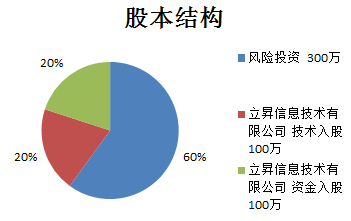 股本结构
20%
20%
60%
风险投资 300万
立昇信息技术有
限公司 技术入股
100万
立昇信息技术有
限公司 资金入股
100万